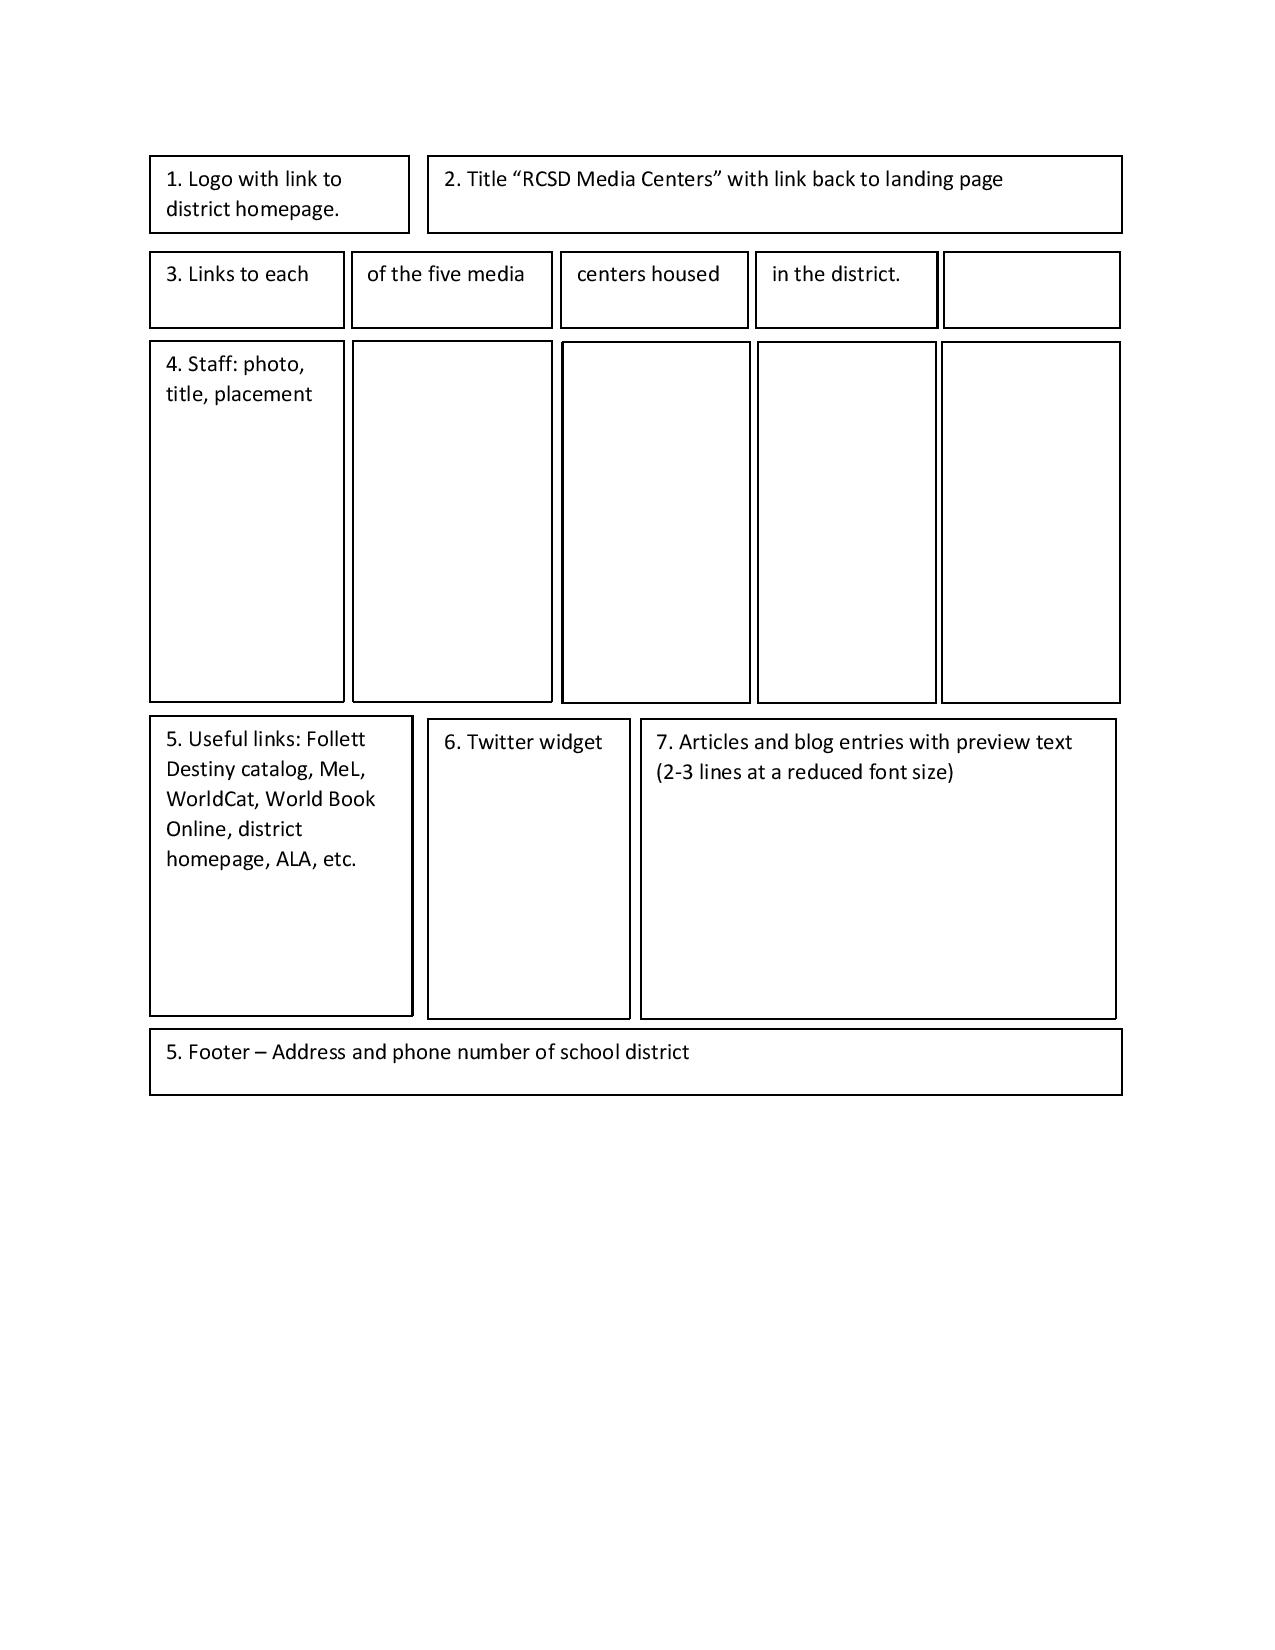 1. Logo with link to
district homepage.
2. Title “RCSD Media Centers” with link back to landing page
3. Links to each
of the five media
centers housed
in the district.
4. Staff: photo,
title, placement
5. Useful links: Follett
Destiny catalog, MeL,
WorldCat, World Book
Online, district
homepage, ALA, etc.
6. Twitter widget
7. Articles and blog entries with preview text
(2-3 lines at a reduced font size)
5. Footer – Address and phone number of school district